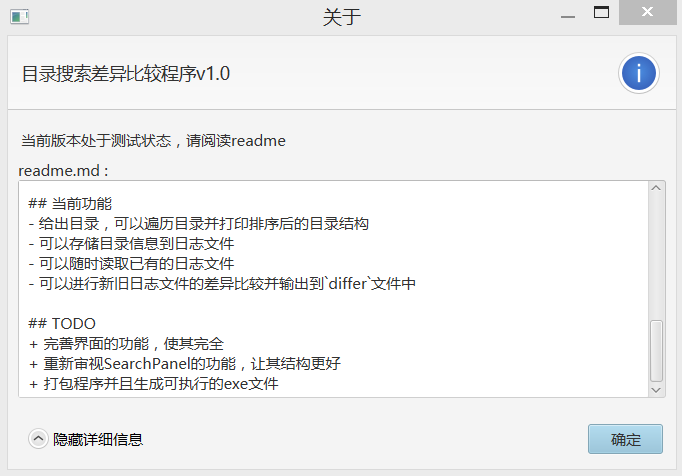 关于
目录搜索差异比较程序v1.0
当前版本处于测试状态，请阅读readme
readme.md :
## 当前功能
- 给出目录，可以遍历目录并打印排序后的目录结构
- 可以存储目录信息到日志文件
- 可以随时读取已有的日志文件
- 可以进行新旧日志文件的差异比较并输出到`differ`文件中
## TODO
+ 完善界面的功能，使其完全
+ 重新审视SearchPanel的功能，让其结构更好
+ 打包程序并且生成可执行的exe文件
隐藏详细信息
确定